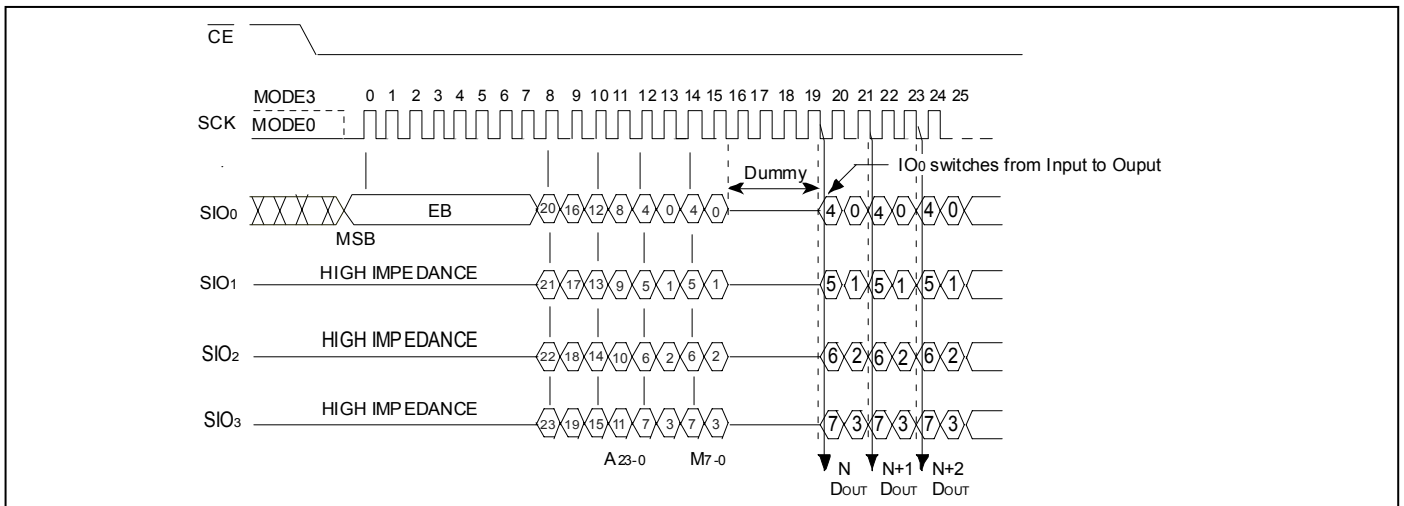 CE
MODE3 0 1 2 3 4 5 6 7 8 9 10 11 12 13 14 15 16 17 18 19 20 21 22 23 24 25
SCK MODE0
Dummy IO0 switches from Input to Ouput
SIO0 EB 20 16 12 8 4 0 4 0 4 0 4 0 4 0
MSB
SIO1 HIGH IMPEDANCE 21 17 13 9 5 1 5 1 5 1 5 1 5 1
SIO2 HIGH IMPEDANCE 22 18 14 10 6 2 6 2 6 2 6 2 6 2
SIO3 HIGH IMPEDANCE 23 19 15 11 7 3 7 3 7 3 7 3 7 3
A23-0 M7-0 N N+1 N+2
DOUT DOUT DOUT